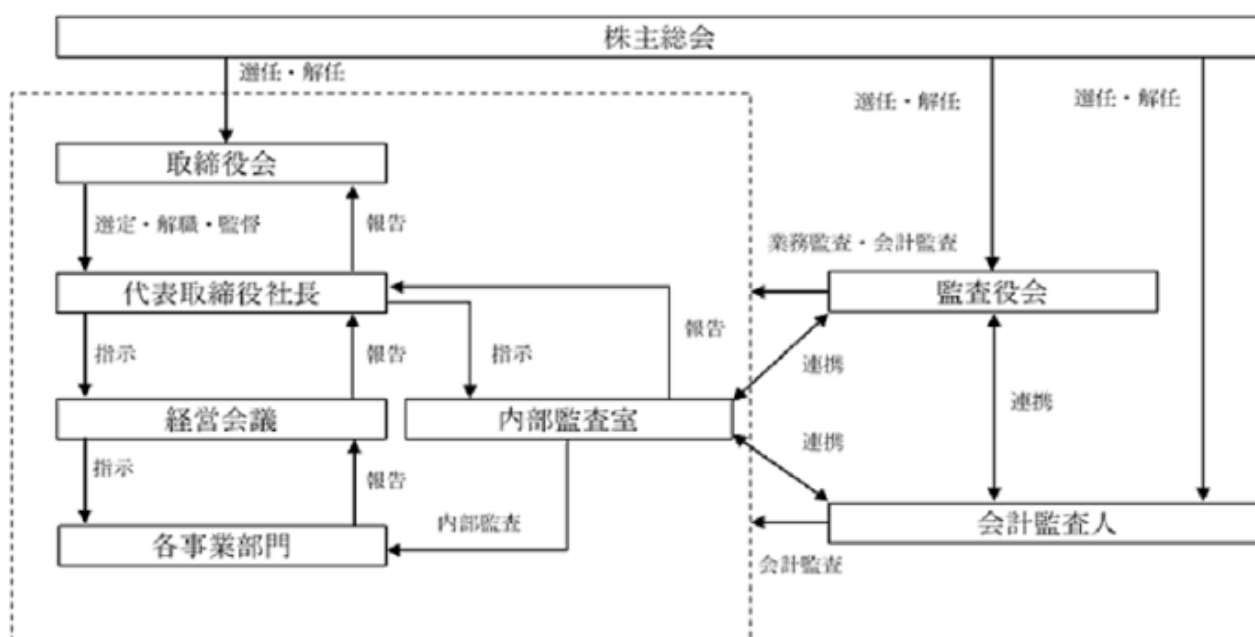 株主総会
選任・解任
選任・解任
選任・解任
取締役会
選定・解職・監督
報告
業務監査・会計監査
代表取締役社長
監査役会
指示
報告
指示
報告
連携
経営会議
内部監査室
連携
指示
報告
連携
内部監査
各事業部門
会計監査人
会計監査